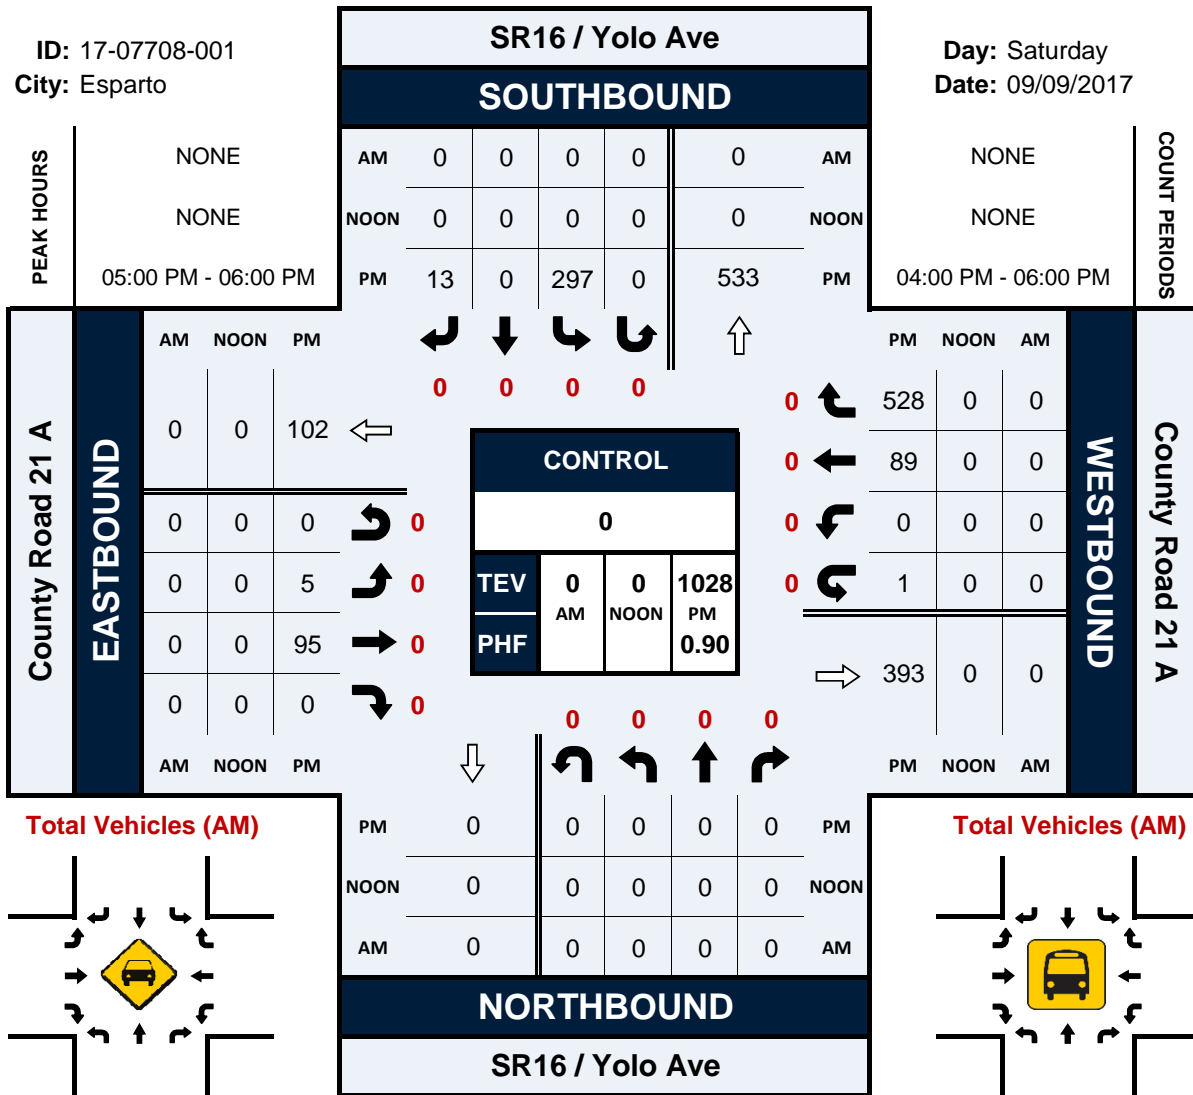 SR16 / Yolo Ave
ID: 17-07708-001
Day: Saturday
City: Esparto
Date: 09/09/2017
SOUTHBOUND
PEAK HOURS
NONE
AM 0 0 0 0 0 AM
NONE
COUNT PERIODS
NONE
NOON 0 0 0 0 0 NOON
NONE
05:00 PM - 06:00 PM
PM 13 0 297 0 533 PM
04:00 PM - 06:00 PM
AM NOON PM
PM NOON AM
0 0 0 0
County Road 21 A
EASTBOUND
0 0 102
0 0 0 0
0 5 0 0
0 0 95 0
0 0 0 0
AM NOON PM
CONTROL
0
TEV 0 0 1028
AM NOON PM
PHF 0.90
0 528 0 0
0 89 0 0
0 0 0 0
0 1 0 0
393 0 0
PM NOON AM
WESTBOUND
County Road 21 A
0 0 0 0
Total Vehicles (AM)
PM 0 0 0 0 0 PM
Total Vehicles (AM)
NOON 0 0 0 0 0 NOON
AM 0 0 0 0 0 AM
NORTHBOUND
SR16 / Yolo Ave